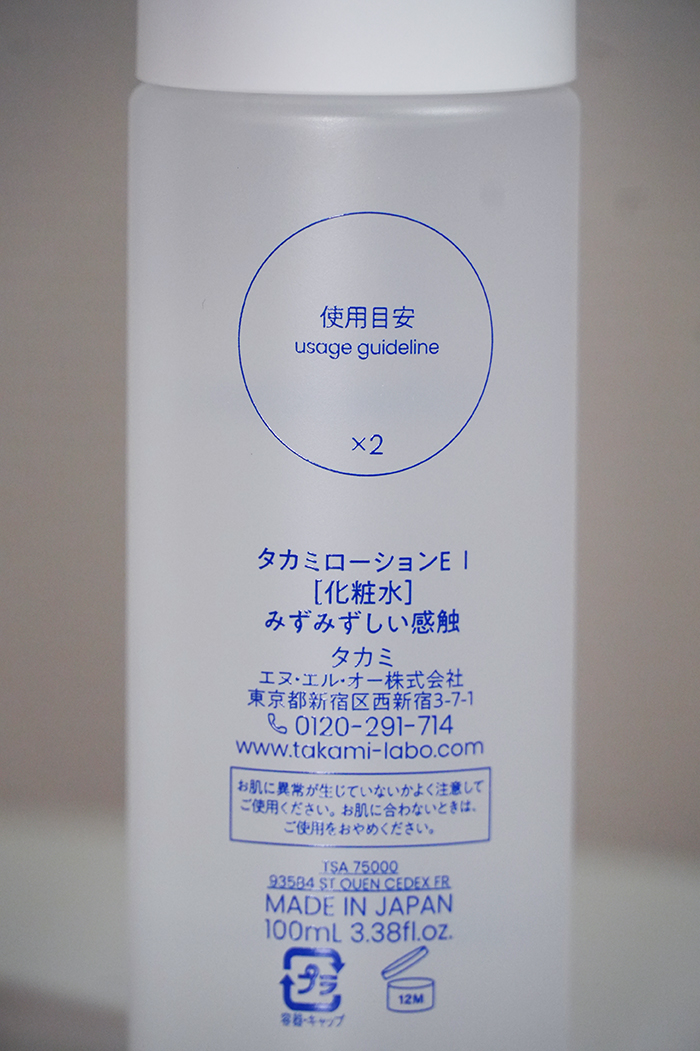 使用目安
usage guideline
×2
タカミローションE I
[化粧水]
みずみずしい感触
タカミ
エヌ・エル・オー株式会社
東京都新宿区西新宿3-7-1
0120-291-714
www.takami-labo.com
お肌に異常が生じていないかよく注意して
ご使用ください。お肌に合わないときは、
ご使用をおやめください。
TSA 75000
93584 ST OUEN CEDEX FR
MADE IN JAPAN
100mL 3.38fl.oz.
プラ
12M
容器・キャップ